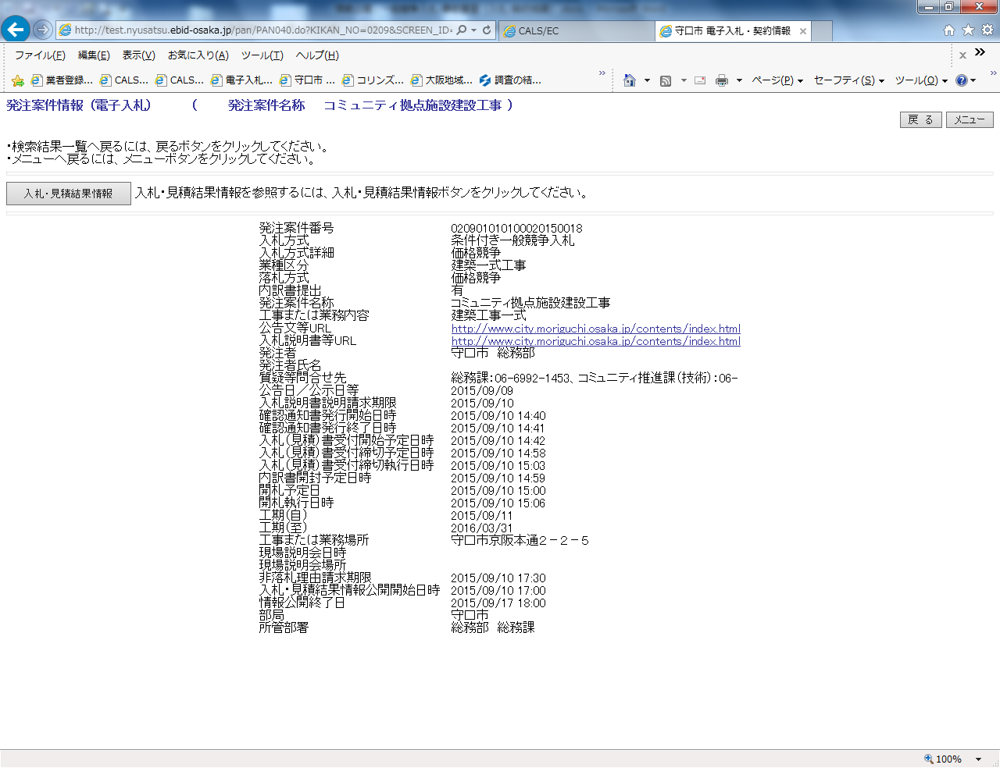 http://test.nyusatsu.ebid-osaka.jp/pan/PAN040.do?KIKAN_NO=0209&SCREEN_ID=
CALS/EC
守口市 電子入札・契約情報
ファイル(F) 編集(E) 表示(V) お気に入り(A) ツール(T) ヘルプ(H)
業者登録... CALS... CALS... 電子入札... 守口市 ... コリンズ... 大阪地域... 調査の結... ページ(P) セーフティ(S) ツール(O)
発注案件情報（電子入札） （ 発注案件名称 コミュニティ拠点施設建設工事 ）
戻 る メニュー
・検索結果一覧へ戻るには、戻るボタンをクリックしてください。
・メニューへ戻るには、メニューボタンをクリックしてください。
入札・見積結果情報 入札・見積結果情報を参照するには、入札・見積結果情報ボタンをクリックしてください。
発注案件番号 020901010100020150018
入札方式 条件付き一般競争入札
入札方式詳細 価格競争
業種区分 建築一式工事
落札方式 価格競争
内訳書提出 有
発注案件名称 コミュニティ拠点施設建設工事
工事または業務内容 建築工事一式
公告文等URL http://www.city.moriguchi.osaka.jp/contents/index.html
入札説明書等URL http://www.city.moriguchi.osaka.jp/contents/index.html
発注者 守口市 総務部
発注者氏名
質疑等問合せ先 総務課：06-6992-1453、コミュニティ推進課（技術）：06-
公告日／公示日等 2015/09/09
入札説明書説明請求期限 2015/09/10
確認通知書発行開始日時 2015/09/10 14:40
確認通知書発行終了日時 2015/09/10 14:41
入札（見積）書受付開始予定日時 2015/09/10 14:42
入札（見積）書受付締切予定日時 2015/09/10 14:58
入札（見積）書受付締切執行日時 2015/09/10 15:03
内訳書開封予定日時 2015/09/10 14:59
開札予定日 2015/09/10 15:00
開札執行日時 2015/09/10 15:06
工期（自） 2015/09/11
工期（至） 2016/03/31
工事または業務場所 守口市京阪本通２－２－５
現場説明会日時
現場説明会場所
非落札理由請求期限 2015/09/10 17:30
入札・見積結果情報公開開始日時 2015/09/10 17:00
情報公開終了日 2015/09/17 18:00
部局 守口市
所管部署 総務部 総務課
100%